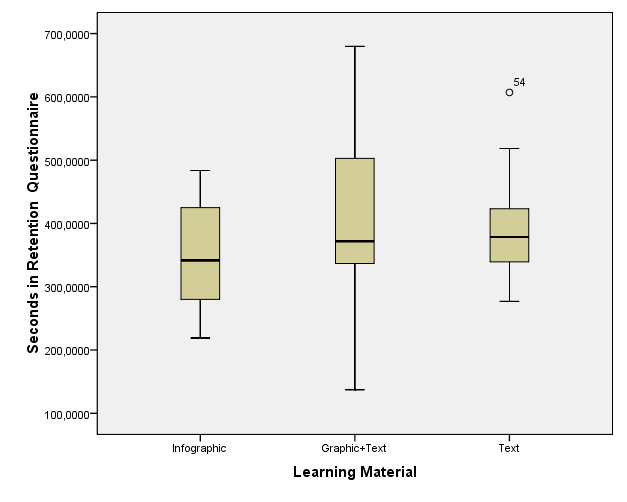 700,0000
600,0000
500,0000
400,0000
300,0000
200,0000
100,0000
Seconds in Retention Questionnaire
54
Infographic
Graphic+Text
Text
Learning Material